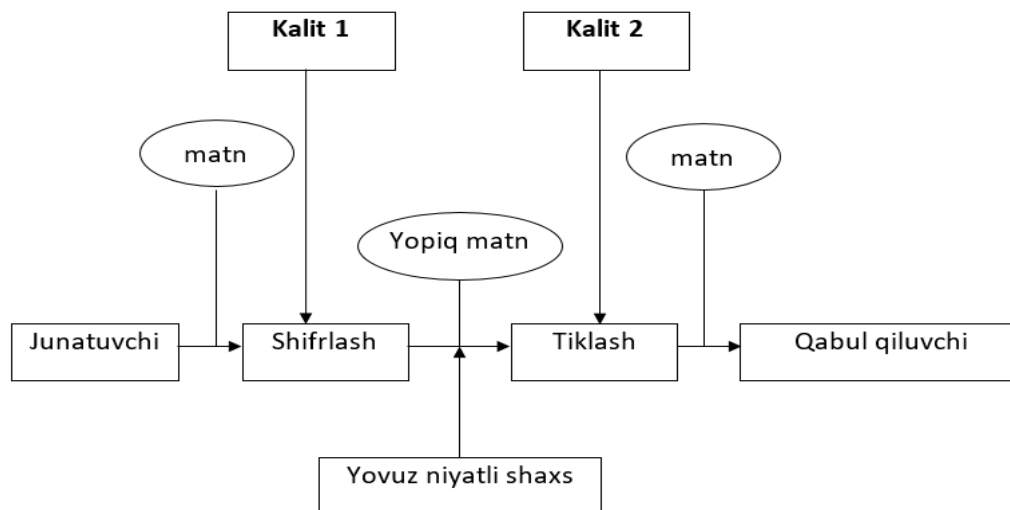 Kalit 1
Kalit 2
matn
matn
Yopiq matn
Junatuvchi
Shifrlash
Tiklash
Qabul qiluvchi
Yovuz niyatli shaxs